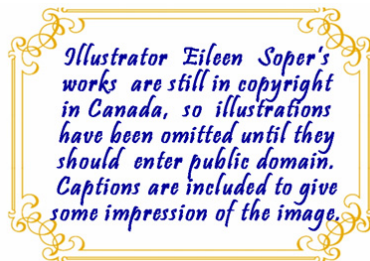 Illustrator Eileen Soper's
works are still in copyright
in Canada, so illustrations
have been omitted until they
should enter public domain.
Captions are included to give
some impression of the image.